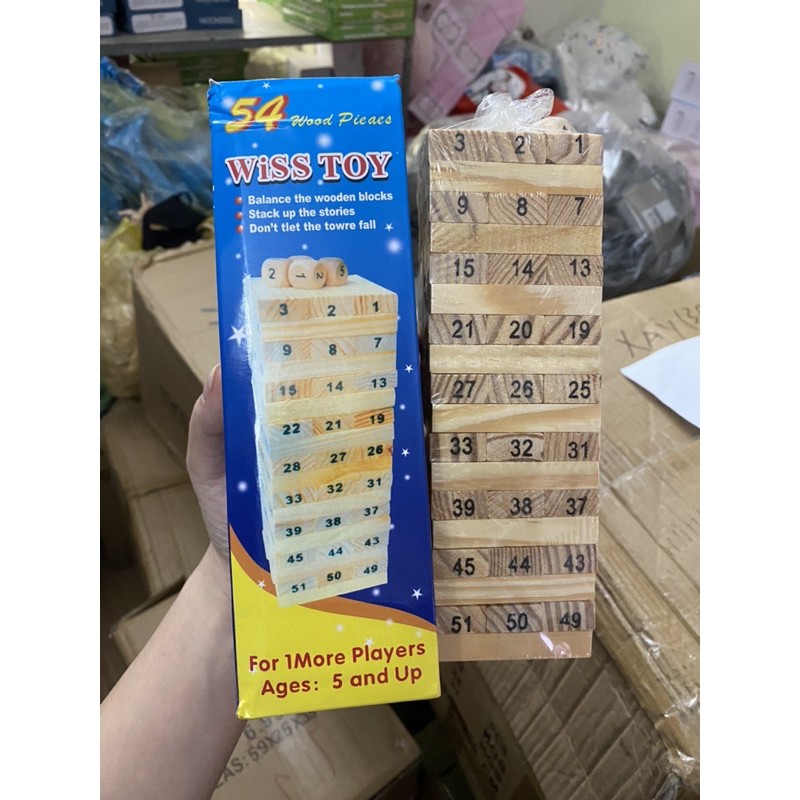 54 Wood Pieaes
WiSS TOY
Balance the wooden blocks
Stack up the stories
Don't tlet the towre fall
2 1 2 5
3 2 1
9 8 7
15 14 13
22 21 19
28 27 26
33 32 31
39 38 37
45 44 43
51 50 49
For 1More Players
Ages: 5 and Up
3 2 1
9 8 7
15 14 13
21 20 19
27 26 25
33 32 31
39 38 37
45 44 43
51 50 49